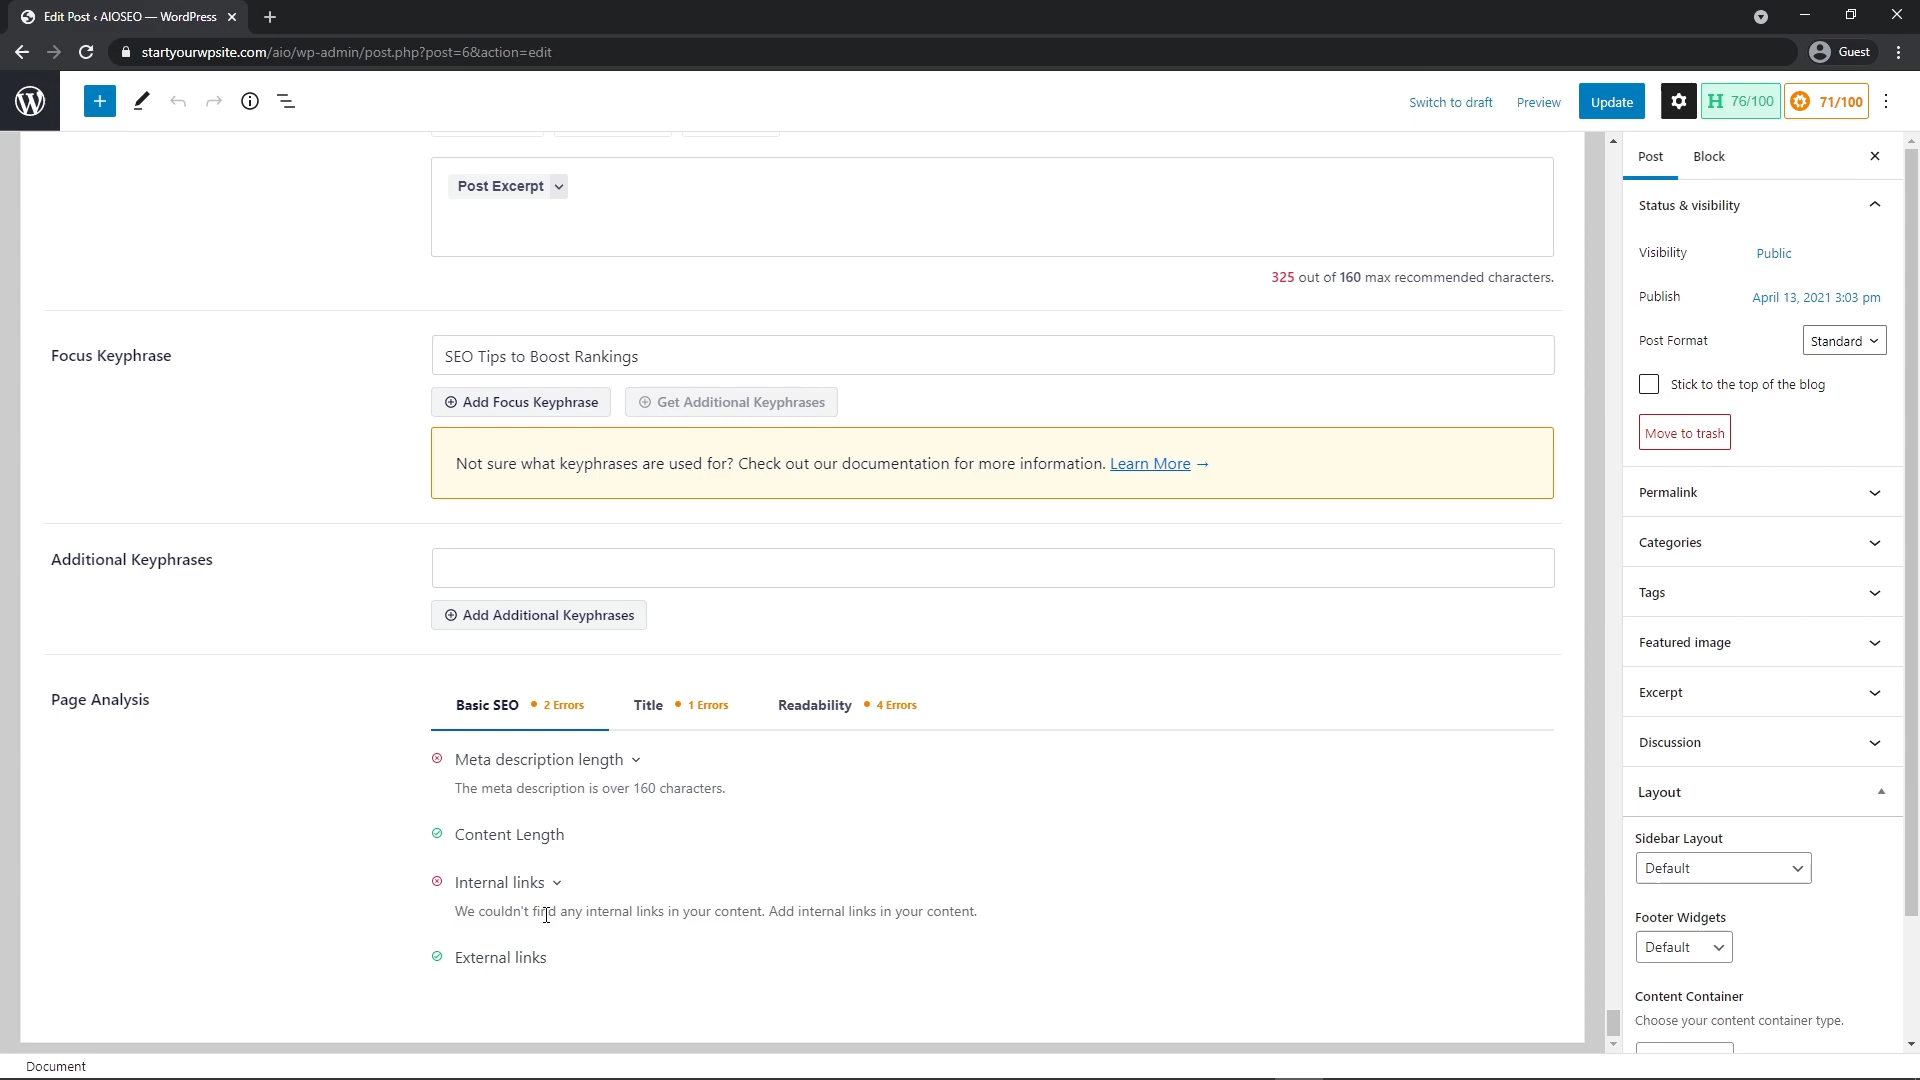 Edit Post ‹ AIOSEO — WordPress
startyourwpsite.com/aio/wp-admin/post.php?post=6&action=edit
Guest
Switch to draft
Preview
Update
H 76/100
71/100
Post Excerpt
325 out of 160 max recommended characters.
Focus Keyphrase
SEO Tips to Boost Rankings
Add Focus Keyphrase
Get Additional Keyphrases
Not sure what keyphrases are used for? Check out our documentation for more information. Learn More →
Additional Keyphrases
Add Additional Keyphrases
Page Analysis
Basic SEO 2 Errors
Title 1 Errors
Readability 4 Errors
Meta description length
The meta description is over 160 characters.
Content Length
Internal links
We couldn't find any internal links in your content. Add internal links in your content.
External links
Document
Post
Block
Status & visibility
Visibility Public
Publish April 13, 2021 3:03 pm
Post Format Standard
Stick to the top of the blog
Move to trash
Permalink
Categories
Tags
Featured image
Excerpt
Discussion
Layout
Sidebar Layout
Default
Footer Widgets
Default
Content Container
Choose your content container type.